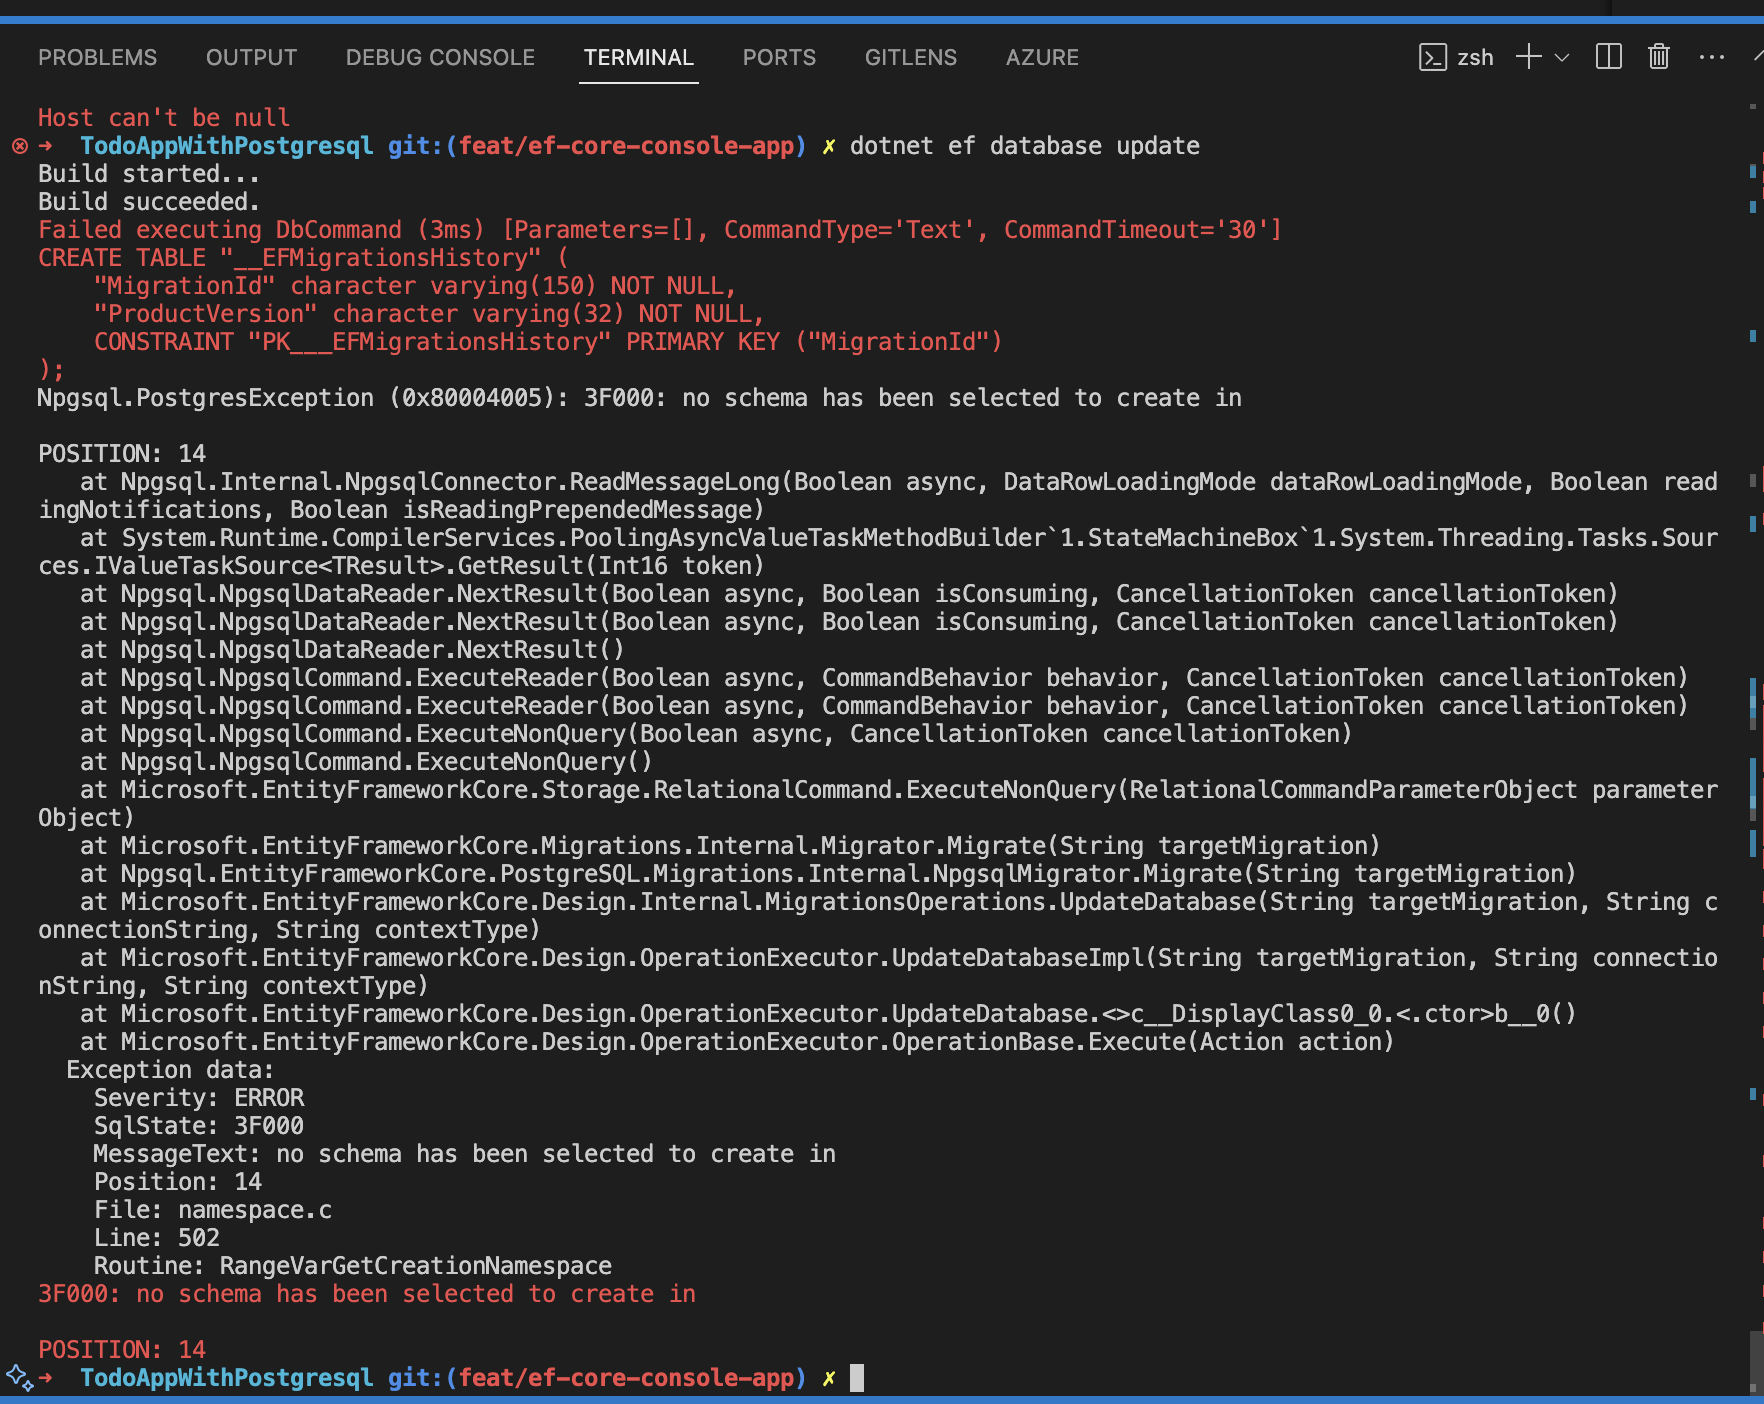 PROBLEMS OUTPUT DEBUG CONSOLE TERMINAL PORTS GITLENS AZURE zsh
Host can't be null
➜  TodoAppWithPostgresql git:(feat/ef-core-console-app) ✗ dotnet ef database update
Build started...
Build succeeded.
Failed executing DbCommand (3ms) [Parameters=[], CommandType='Text', CommandTimeout='30']
CREATE TABLE "__EFMigrationsHistory" (
    "MigrationId" character varying(150) NOT NULL,
    "ProductVersion" character varying(32) NOT NULL,
    CONSTRAINT "PK___EFMigrationsHistory" PRIMARY KEY ("MigrationId")
);
Npgsql.PostgresException (0x80004005): 3F000: no schema has been selected to create in
POSITION: 14
   at Npgsql.Internal.NpgsqlConnector.ReadMessageLong(Boolean async, DataRowLoadingMode dataRowLoadingMode, Boolean read
ingNotifications, Boolean isReadingPrependedMessage)
   at System.Runtime.CompilerServices.PoolingAsyncValueTaskMethodBuilder`1.StateMachineBox`1.System.Threading.Tasks.Sour
ces.IValueTaskSource<TResult>.GetResult(Int16 token)
   at Npgsql.NpgsqlDataReader.NextResult(Boolean async, Boolean isConsuming, CancellationToken cancellationToken)
   at Npgsql.NpgsqlDataReader.NextResult(Boolean async, Boolean isConsuming, CancellationToken cancellationToken)
   at Npgsql.NpgsqlDataReader.NextResult()
   at Npgsql.NpgsqlCommand.ExecuteReader(Boolean async, CommandBehavior behavior, CancellationToken cancellationToken)
   at Npgsql.NpgsqlCommand.ExecuteReader(Boolean async, CommandBehavior behavior, CancellationToken cancellationToken)
   at Npgsql.NpgsqlCommand.ExecuteNonQuery(Boolean async, CancellationToken cancellationToken)
   at Npgsql.NpgsqlCommand.ExecuteNonQuery()
   at Microsoft.EntityFrameworkCore.Storage.RelationalCommand.ExecuteNonQuery(RelationalCommandParameterObject parameter
Object)
   at Microsoft.EntityFrameworkCore.Migrations.Internal.Migrator.Migrate(String targetMigration)
   at Npgsql.EntityFrameworkCore.PostgreSQL.Migrations.Internal.NpgsqlMigrator.Migrate(String targetMigration)
   at Microsoft.EntityFrameworkCore.Design.Internal.MigrationsOperations.UpdateDatabase(String targetMigration, String c
onnectionString, String contextType)
   at Microsoft.EntityFrameworkCore.Design.OperationExecutor.UpdateDatabaseImpl(String targetMigration, String connectio
nString, String contextType)
   at Microsoft.EntityFrameworkCore.Design.OperationExecutor.UpdateDatabase.<>c__DisplayClass0_0.<.ctor>b__0()
   at Microsoft.EntityFrameworkCore.Design.OperationExecutor.OperationBase.Execute(Action action)
  Exception data:
    Severity: ERROR
    SqlState: 3F000
    MessageText: no schema has been selected to create in
    Position: 14
    File: namespace.c
    Line: 502
    Routine: RangeVarGetCreationNamespace
3F000: no schema has been selected to create in
POSITION: 14
➜  TodoAppWithPostgresql git:(feat/ef-core-console-app) ✗